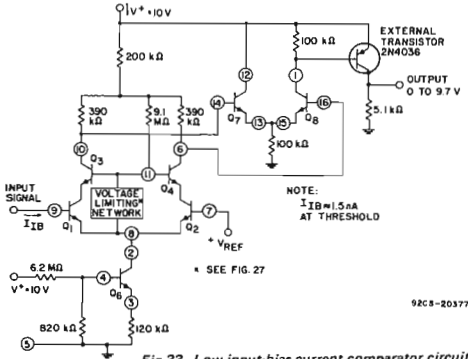 V+=10V
200 kΩ
100 kΩ
EXTERNAL
TRANSISTOR
2N4036
OUTPUT
0 TO 9.7 V
5.1 kΩ
12
1
14
16
Q7
13
15
Q8
100 kΩ
390
kΩ
9.1
MΩ
390
kΩ
10
6
Q3
11
Q4
NOTE:
IIB≈1.5nA
AT THRESHOLD
INPUT
SIGNAL
9
IIB
Q1
VOLTAGE
LIMITING*
NETWORK
Q2
7
+ VREF
8
2
* SEE FIG. 27
6.2 MΩ
V+=10V
4
Q6
3
820 kΩ
120 kΩ
5
92CS-20377
Fig.23 Low input-bias current comparator circuit